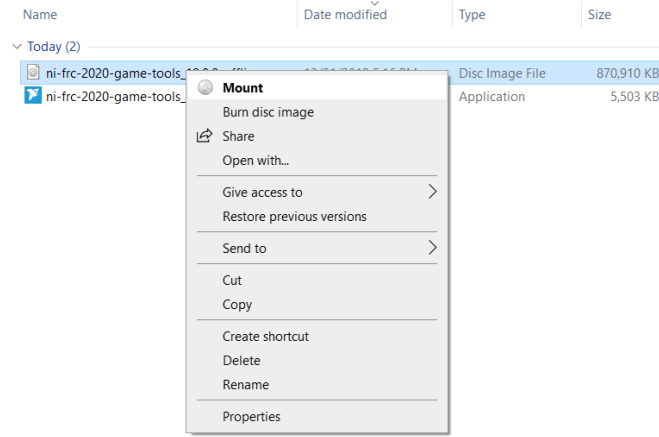 Name Date modified Type Size
Today (2)
ni-frc-2020-game-tools_ Disc Image File 870,910 KB
ni-frc-2020-game-tools_ Application 5,503 KB
Mount
Burn disc image
Share
Open with...
Give access to
Restore previous versions
Send to
Cut
Copy
Create shortcut
Delete
Rename
Properties